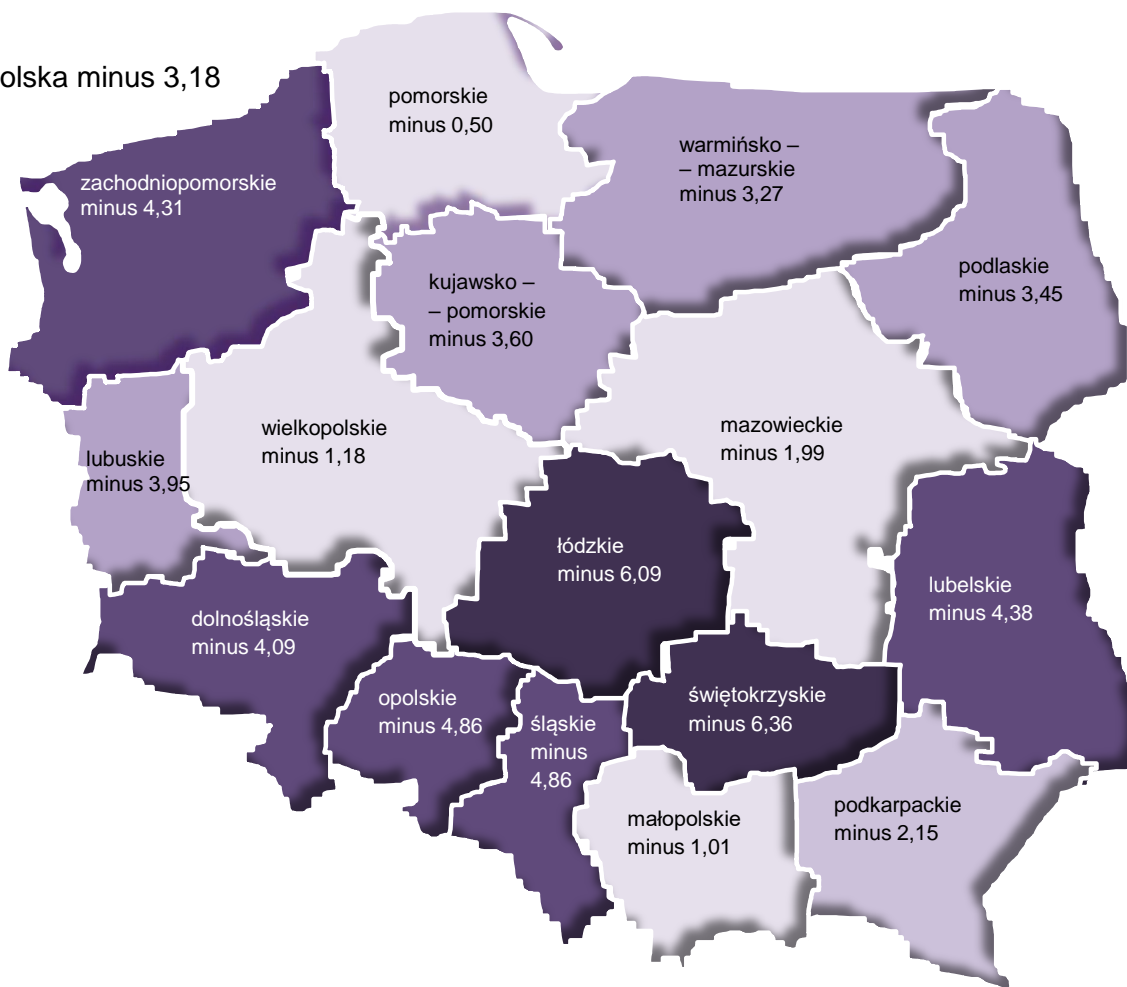 olska minus 3,18
pomorskie
minus 0,50
warmińsko –
– mazurskie
minus 3,27
zachodniopomorskie
minus 4,31
podlaskie
minus 3,45
kujawsko –
– pomorskie
minus 3,60
wielkopolskie
minus 1,18
mazowieckie
minus 1,99
lubuskie
minus 3,95
łódzkie
minus 6,09
lubelskie
minus 4,38
dolnośląskie
minus 4,09
opolskie
minus 4,86
śląskie
minus
4,86
świętokrzyskie
minus 6,36
małopolskie
minus 1,01
podkarpackie
minus 2,15